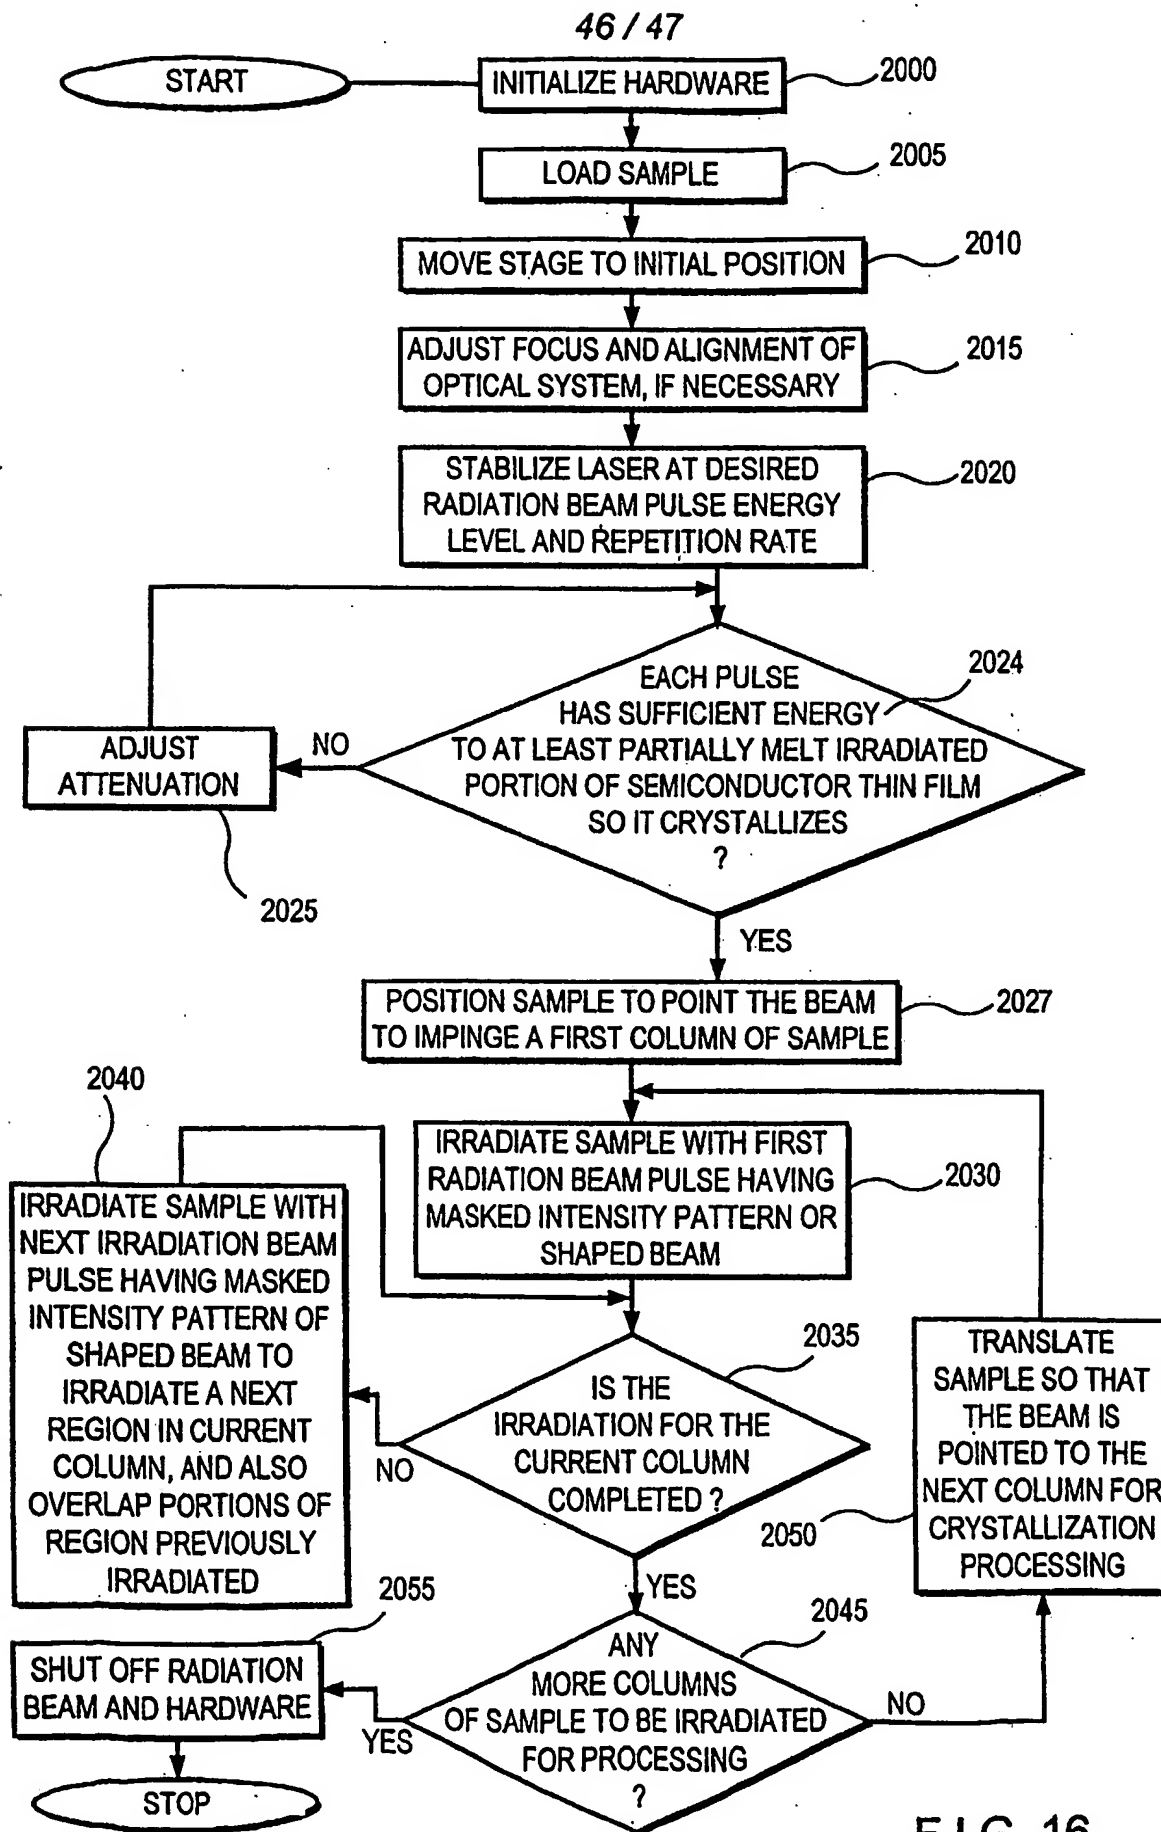 46 / 47
START
INITIALIZE HARDWARE
2000
LOAD SAMPLE
2005
MOVE STAGE TO INITIAL POSITION
2010
ADJUST FOCUS AND ALIGNMENT OF
OPTICAL SYSTEM, IF NECESSARY
2015
STABILIZE LASER AT DESIRED
RADIATION BEAM PULSE ENERGY
LEVEL AND REPETITION RATE
2020
EACH PULSE
HAS SUFFICIENT ENERGY
TO AT LEAST PARTIALLY MELT IRRADIATED
PORTION OF SEMICONDUCTOR THIN FILM
SO IT CRYSTALLIZES
?
2024
NO
ADJUST
ATTENUATION
2025
YES
POSITION SAMPLE TO POINT THE BEAM
TO IMPINGE A FIRST COLUMN OF SAMPLE
2027
2040
IRRADIATE SAMPLE WITH FIRST
RADIATION BEAM PULSE HAVING
MASKED INTENSITY PATTERN OR
SHAPED BEAM
2030
IRRADIATE SAMPLE WITH
NEXT IRRADIATION BEAM
PULSE HAVING MASKED
INTENSITY PATTERN OF
SHAPED BEAM TO
IRRADIATE A NEXT
REGION IN CURRENT
COLUMN, AND ALSO
OVERLAP PORTIONS OF
REGION PREVIOUSLY
IRRADIATED
IS THE
IRRADIATION FOR THE
CURRENT COLUMN
COMPLETED ?
2035
NO
TRANSLATE
SAMPLE SO THAT
THE BEAM IS
POINTED TO THE
NEXT COLUMN FOR
CRYSTALLIZATION
PROCESSING
2050
YES
2055
SHUT OFF RADIATION
BEAM AND HARDWARE
ANY
MORE COLUMNS
OF SAMPLE TO BE IRRADIATED
FOR PROCESSING
?
2045
NO
YES
STOP
FIG. 16